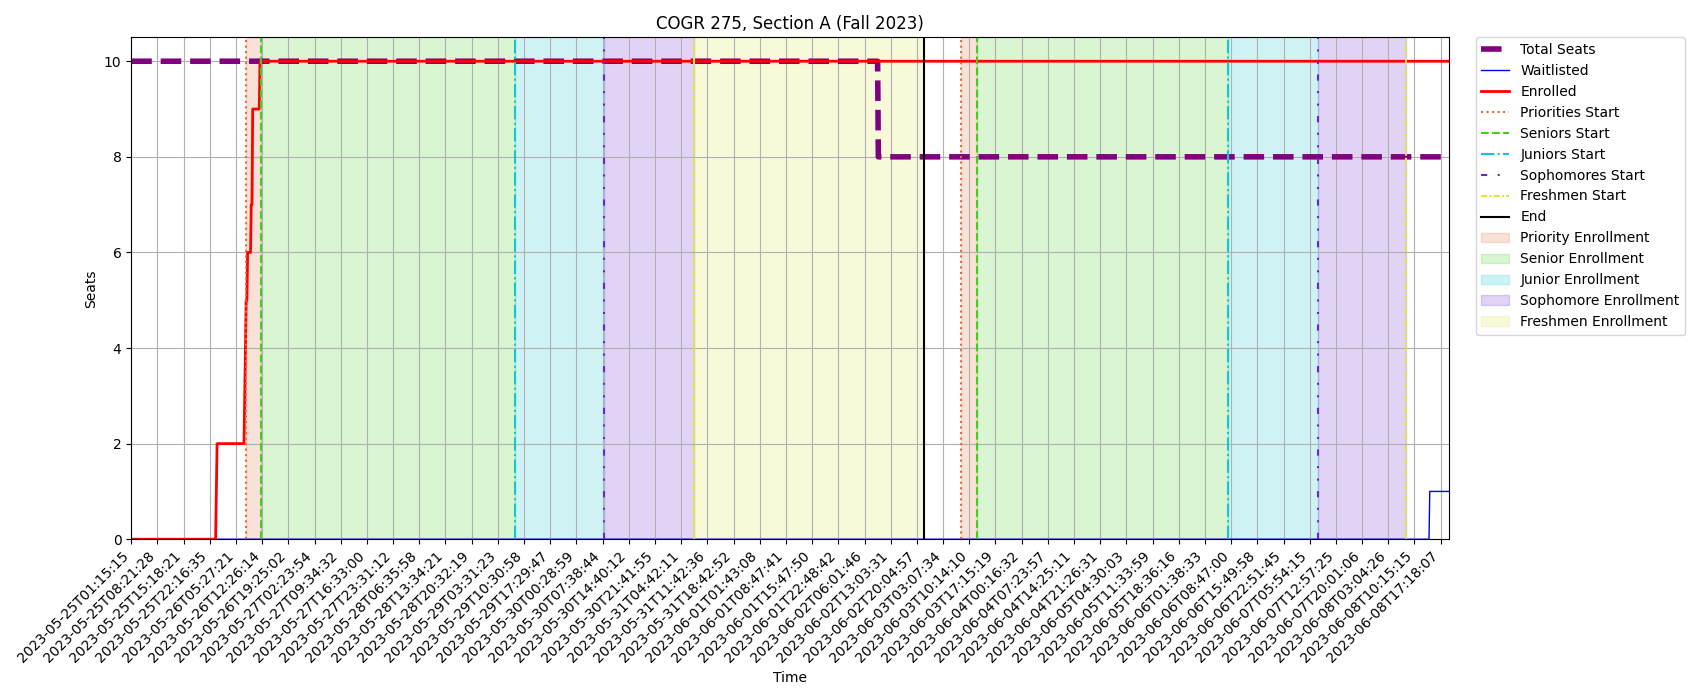 COGR 275, Section A (Fall 2023)
Seats
10
8
6
4
2
0
2023-05-25T01:15:15
2023-05-25T08:21:28
2023-05-25T15:18:21
2023-05-25T22:16:35
2023-05-26T05:27:21
2023-05-26T12:26:14
2023-05-26T19:25:02
2023-05-27T02:23:54
2023-05-27T09:34:32
2023-05-27T16:33:00
2023-05-27T23:31:12
2023-05-28T06:35:58
2023-05-28T13:34:21
2023-05-28T20:32:19
2023-05-29T03:31:23
2023-05-29T10:30:58
2023-05-29T17:29:47
2023-05-30T00:28:59
2023-05-30T07:38:44
2023-05-30T14:40:12
2023-05-30T21:41:55
2023-05-31T04:42:11
2023-05-31T11:42:36
2023-05-31T18:42:52
2023-06-01T01:43:08
2023-06-01T08:47:41
2023-06-01T15:47:50
2023-06-01T22:48:42
2023-06-02T06:01:46
2023-06-02T13:03:31
2023-06-02T20:04:57
2023-06-03T03:07:34
2023-06-03T10:14:10
2023-06-03T17:15:19
2023-06-04T00:16:32
2023-06-04T07:23:57
2023-06-04T14:25:11
2023-06-04T21:26:31
2023-06-05T04:30:03
2023-06-05T11:33:59
2023-06-05T18:36:16
2023-06-06T01:38:33
2023-06-06T08:47:00
2023-06-06T15:49:58
2023-06-06T22:51:45
2023-06-07T05:54:15
2023-06-07T12:57:25
2023-06-07T20:01:06
2023-06-08T03:04:26
2023-06-08T10:15:15
2023-06-08T17:18:07
Time
Total Seats
Waitlisted
Enrolled
Priorities Start
Seniors Start
Juniors Start
Sophomores Start
Freshmen Start
End
Priority Enrollment
Senior Enrollment
Junior Enrollment
Sophomore Enrollment
Freshmen Enrollment